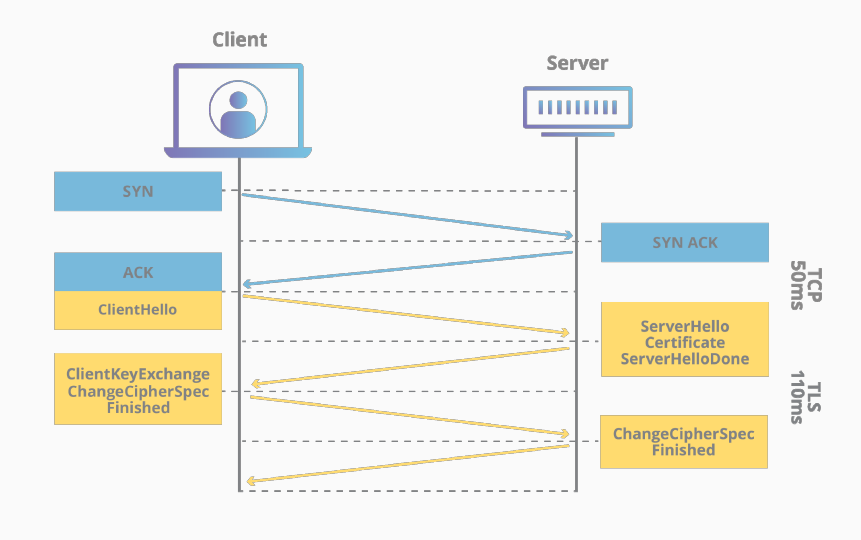 Client
Server
SYN
SYN ACK
ACK
ClientHello
ServerHello
Certificate
ServerHelloDone
ClientKeyExchange
ChangeCipherSpec
Finished
ChangeCipherSpec
Finished
TCP
50ms
TLS
110ms